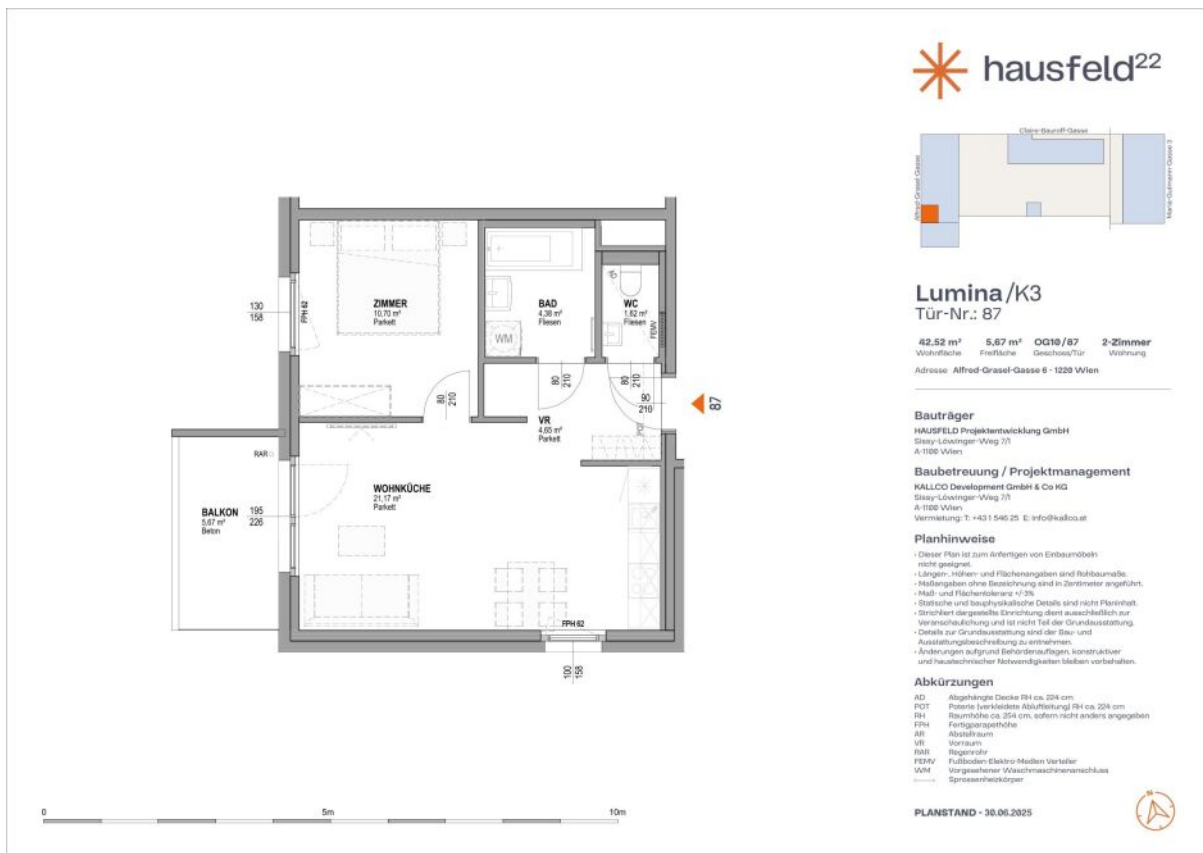 hausfeld²²
Claire-Bauroff-Gasse
Alfred-Grasel-Gasse
Maria-Gutmann-Gasse 3
Lumina/K3
Tür-Nr.: 87
42,52 m² 5,67 m² OG10/87 2-Zimmer
Wohnfläche Freifläche Geschoss/Tür Wohnung
Adresse Alfred-Grasel-Gasse 6 · 1220 Wien
Bauträger
HAUSFELD Projektentwicklung GmbH
Sissy-Löwinger-Weg 7/1
A-1100 Wien
Baubetreuung / Projektmanagement
KALLCO Development GmbH & Co KG
Sissy-Löwinger-Weg 7/1
A-1100 Wien
Vermietung: T: +43 1 546 25 E: info@kallco.at
Planhinweise
• Dieser Plan ist zum Anfertigen von Einbaumöbeln
nicht geeignet.
• Längen-, Höhen- und Flächenangaben sind Rohbaumaße.
• Maßangaben ohne Bezeichnung sind in Zentimeter angeführt.
• Maß- und Flächentoleranz +/-3%
• Statische und bauphysikalische Details sind nicht Planinhalt.
• Strichliert dargestellte Einrichtung dient ausschließlich zur
Veranschaulichung und ist nicht Teil der Grundausstattung.
• Details zur Grundausstattung sind der Bau- und
Ausstattungsbeschreibung zu entnehmen.
• Änderungen aufgrund Behördenauflagen, konstruktiver
und haustechnischer Notwendigkeiten bleiben vorbehalten.
Abkürzungen
AD Abgehängte Decke RH ca. 224 cm
POT Poterie (verkleidete Abluftleitung) RH ca. 224 cm
RH Raumhöhe ca. 254 cm, sofern nicht anders angegeben
FPH Fertigparapethöhe
AR Abstellraum
VR Vorraum
RAR Regenrohr
FEMV Fußboden-Elektro-Medien Verteiler
WM Vorgesehener Waschmaschinenanschluss
Sprossenheizkörper
PLANSTAND - 30.06.2025
N
ZIMMER
10,70 m²
Parkett
130
158
FPH 62
BAD
4,38 m²
Fliesen
WM
WC
1,62 m²
Fliesen
AD
FEMV
80
210
80
210
80
210
90
210
87
VR
4,65 m²
Parkett
POT
RAR
WOHNKÜCHE
21,17 m²
Parkett
BALKON
5,67 m²
Beton
195
226
FPH 62
100
158
0 5m 10m